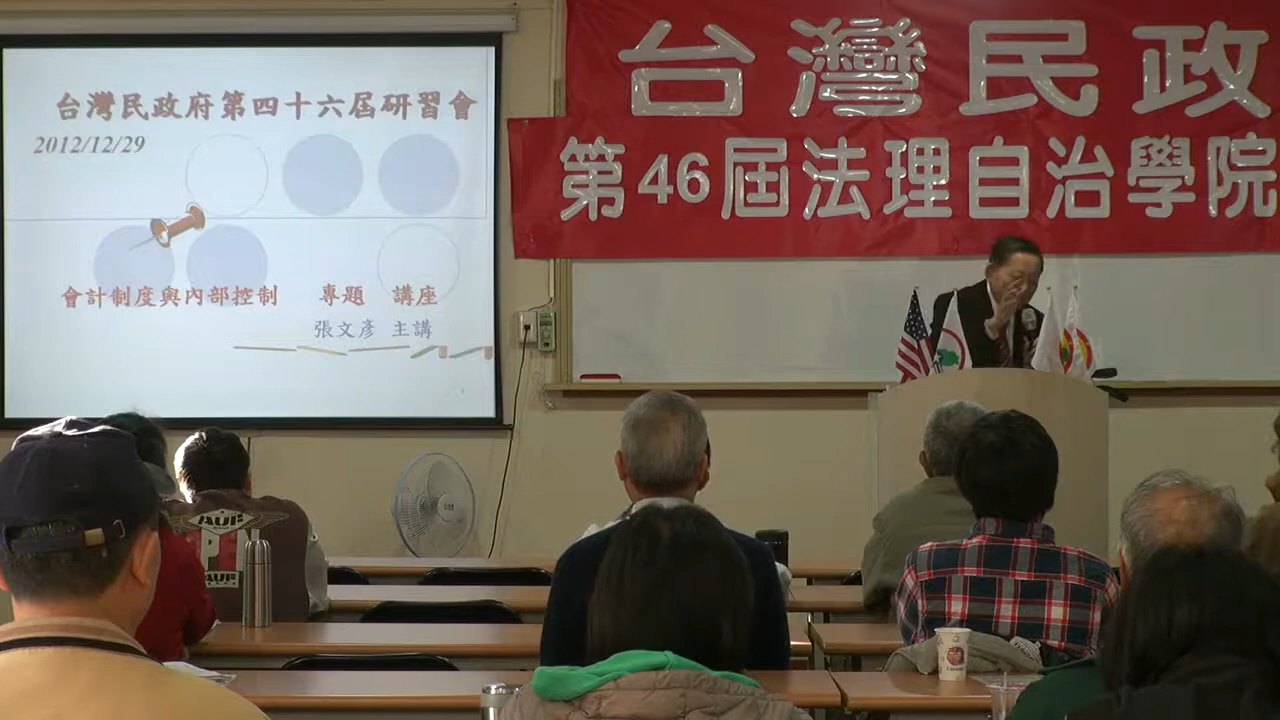 台灣民政府第四十六屆研習會
2012/12/29
會計制度與內部控制 專題 講座
張文彥 主講
台灣民政
第46屆法理自治學院
AUF